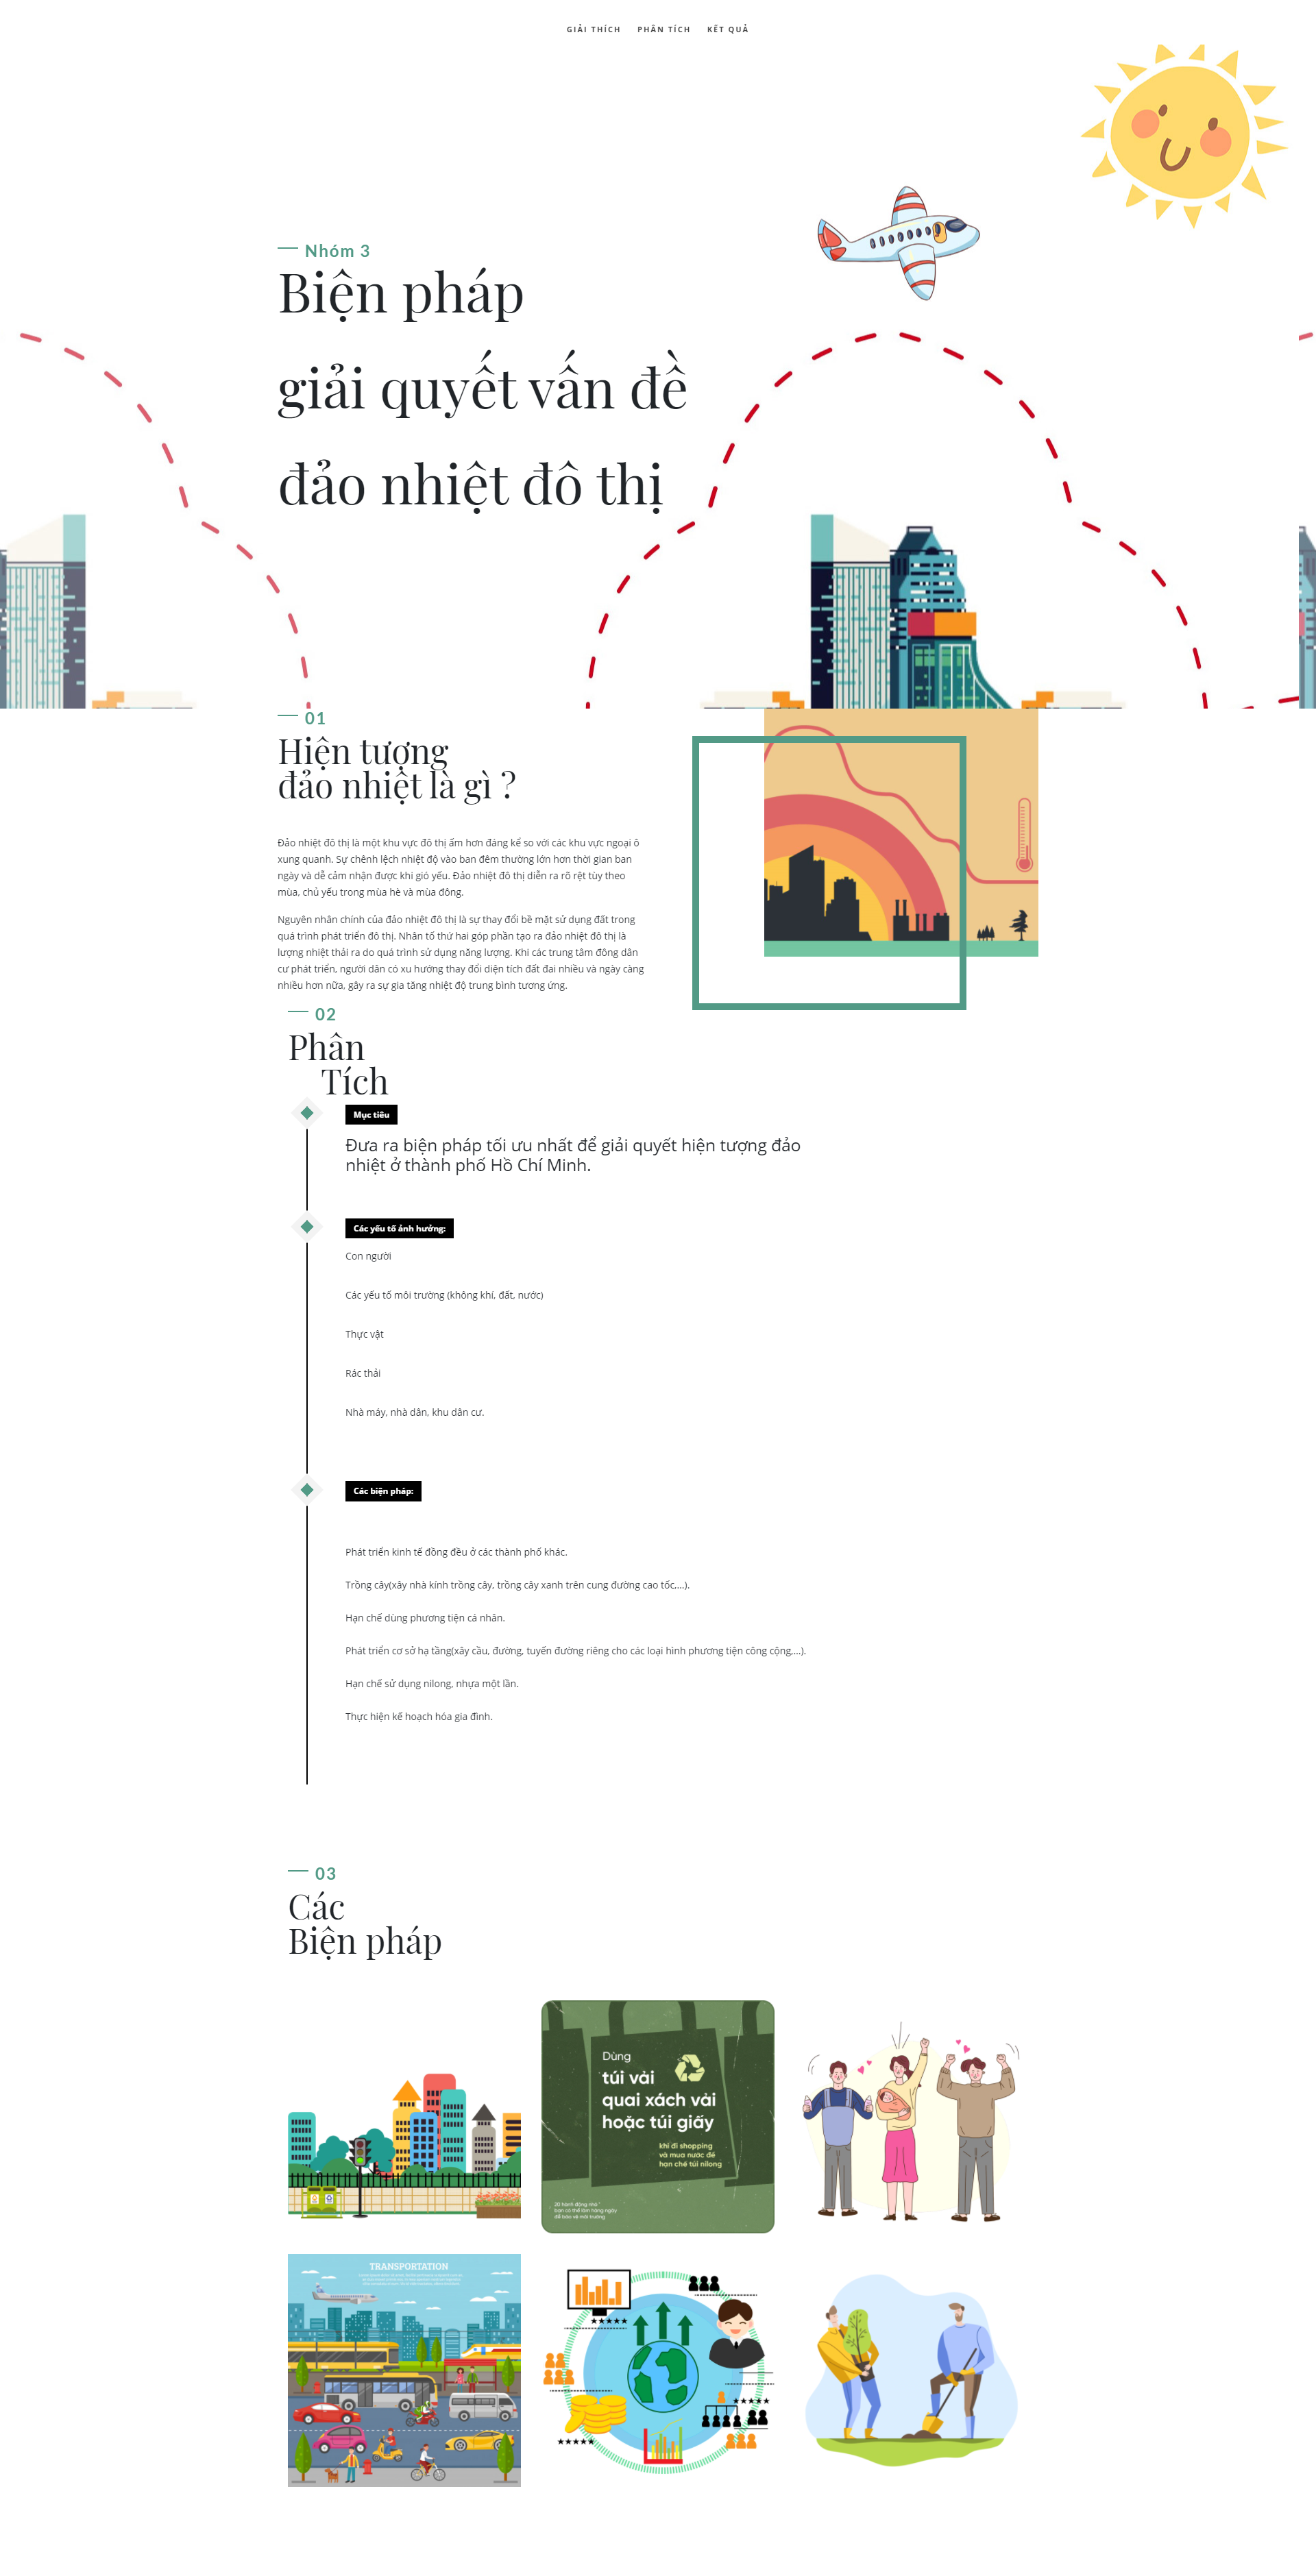 GIẢI THÍCH PHÂN TÍCH KẾT QUẢ
Nhóm 3
Biện pháp
giải quyết vấn đề
đảo nhiệt đô thị
01
Hiện tượng
đảo nhiệt là gì ?
Đảo nhiệt đô thị là một khu vực đô thị ấm hơn đáng kể so với các khu vực ngoại ô
xung quanh. Sự chênh lệch nhiệt độ vào ban đêm thường lớn hơn thời gian ban
ngày và dễ cảm nhận được khi gió yếu. Đảo nhiệt đô thị diễn ra rõ rệt tùy theo
mùa, chủ yếu trong mùa hè và mùa đông.
Nguyên nhân chính của đảo nhiệt đô thị là sự thay đổi bề mặt sử dụng đất trong
quá trình phát triển đô thị. Nhân tố thứ hai góp phần tạo ra đảo nhiệt đô thị là
lượng nhiệt thải ra do quá trình sử dụng năng lượng. Khi các trung tâm đông dân
cư phát triển, người dân có xu hướng thay đổi diện tích đất đai nhiều và ngày càng
nhiều hơn nữa, gây ra sự gia tăng nhiệt độ trung bình tương ứng.
02
Phân
Tích
Mục tiêu
Đưa ra biện pháp tối ưu nhất để giải quyết hiện tượng đảo
nhiệt ở thành phố Hồ Chí Minh.
Các yếu tố ảnh hưởng:
Con người
Các yếu tố môi trường (không khí, đất, nước)
Thực vật
Rác thải
Nhà máy, nhà dân, khu dân cư.
Các biện pháp:
Phát triển kinh tế đồng đều ở các thành phố khác.
Trồng cây(xây nhà kính trồng cây, trồng cây xanh trên cung đường cao tốc,...).
Hạn chế dùng phương tiện cá nhân.
Phát triển cơ sở hạ tầng(xây cầu, đường, tuyến đường riêng cho các loại hình phương tiện công cộng,...).
Hạn chế sử dụng nilong, nhựa một lần.
Thực hiện kế hoạch hóa gia đình.
03
Các
Biện pháp
Dùng
túi vải
quai xách vải
hoặc túi giấy
khi đi shopping
và mua nước để
hạn chế túi nilong
20 hành động nhỏ
bạn có thể làm hàng ngày
để bảo vệ môi trường
TRANSPORTATION